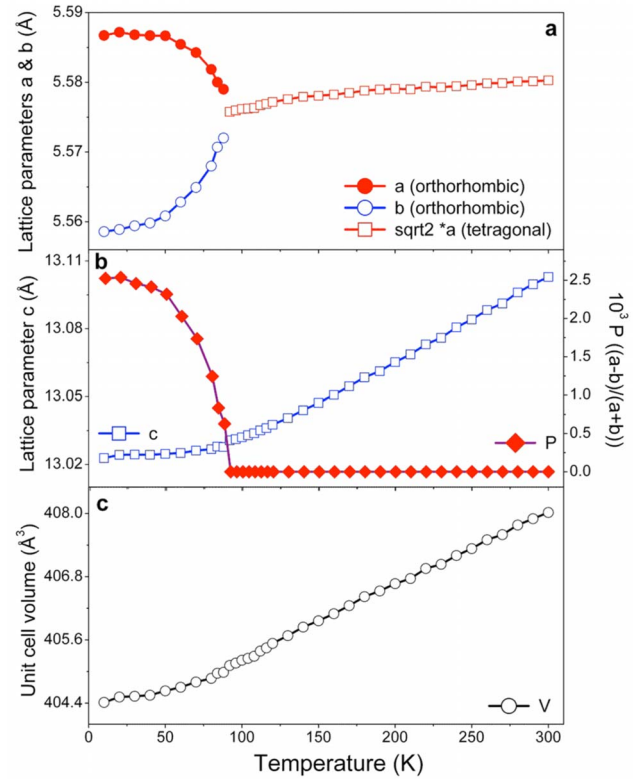 5.59
5.58
5.57
5.56
Lattice parameters a & b (Å)
a
a (orthorhombic)
b (orthorhombic)
sqrt2 *a (tetragonal)
13.11
13.08
13.05
13.02
Lattice parameter c (Å)
b
c
P
2.5
2.0
1.5
1.0
0.5
0.0
10³ P ((a-b)/(a+b))
408.0
406.8
405.6
404.4
Unit cell volume (Å³)
c
V
0 50 100 150 200 250 300
Temperature (K)